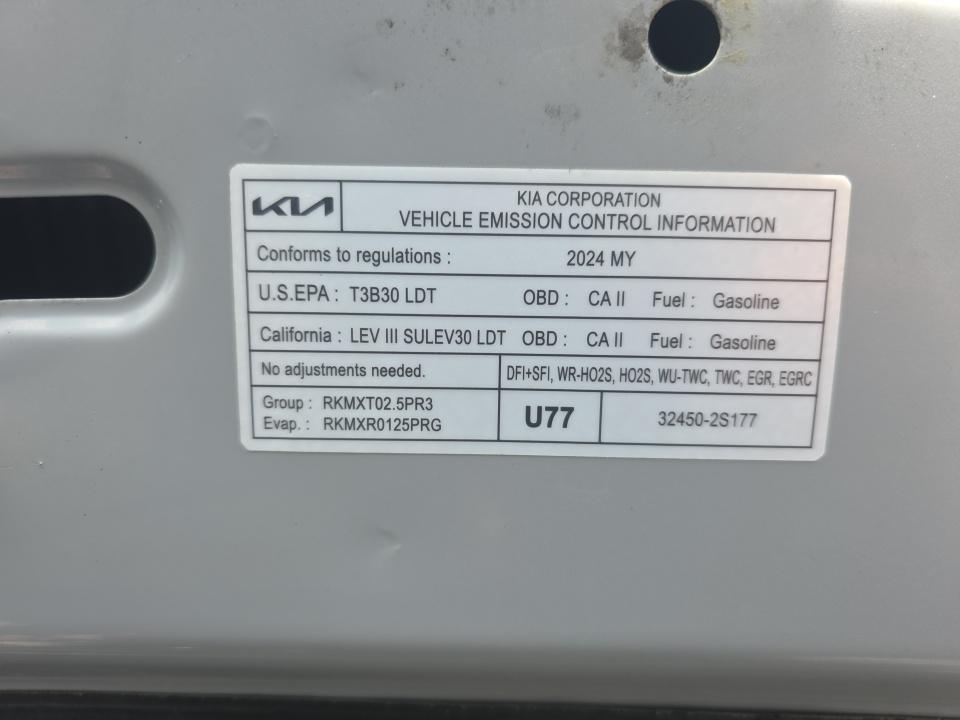 KIA
KIA CORPORATION
VEHICLE EMISSION CONTROL INFORMATION
Conforms to regulations : 2024 MY
U.S.EPA : T3B30 LDT OBD : CA II Fuel : Gasoline
California : LEV III SULEV30 LDT OBD : CA II Fuel : Gasoline
No adjustments needed. DFI+SFI, WR-HO2S, HO2S, WU-TWC, TWC, EGR, EGRC
Group : RKMXT02.5PR3
Evap. : RKMXR0125PRG
U77
32450-2S177